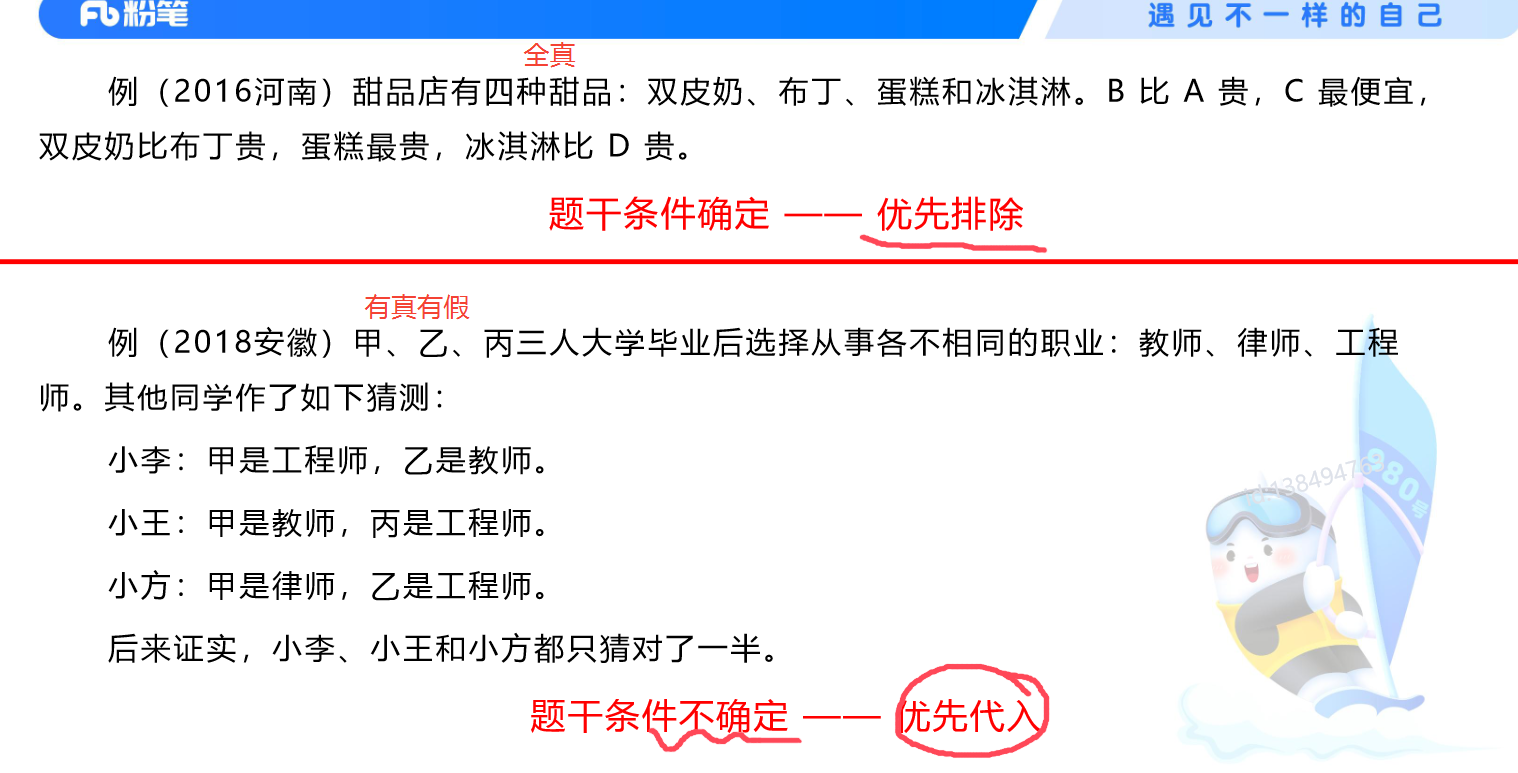 粉笔
遇见不一样的自己
全真
例（2016河南）甜品店有四种甜品：双皮奶、布丁、蛋糕和冰淇淋。B 比 A 贵，C 最便宜，
双皮奶比布丁贵，蛋糕最贵，冰淇淋比 D 贵。
题干条件确定 —— 优先排除
有真有假
例（2018安徽）甲、乙、丙三人大学毕业后选择从事各不相同的职业：教师、律师、工程
师。其他同学作了如下猜测：
小李：甲是工程师，乙是教师。
小王：甲是教师，丙是工程师。
小方：甲是律师，乙是工程师。
后来证实，小李、小王和小方都只猜对了一半。
题干条件不确定 —— 优先代入
980号